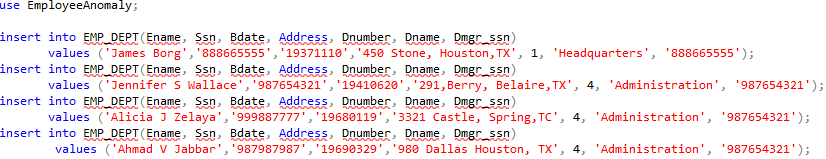 use EmployeeAnomaly;
insert into EMP_DEPT(Ename, Ssn, Bdate, Address, Dnumber, Dname, Dmgr_ssn)
values ('James Borg','888665555','19371110','450 Stone, Houston,TX', 1, 'Headquarters', '888665555');
insert into EMP_DEPT(Ename, Ssn, Bdate, Address, Dnumber, Dname, Dmgr_ssn)
values ('Jennifer S Wallace','987654321','19410620','291,Berry, Belaire,TX', 4, 'Administration', '987654321');
insert into EMP_DEPT(Ename, Ssn, Bdate, Address, Dnumber, Dname, Dmgr_ssn)
values ('Alicia J Zelaya','999887777','19680119','3321 Castle, Spring,TC', 4, 'Administration', '987654321');
insert into EMP_DEPT(Ename, Ssn, Bdate, Address, Dnumber, Dname, Dmgr_ssn)
values ('Ahmad V Jabbar','987987987','19690329','980 Dallas Houston, TX', 4, 'Administration', '987654321');